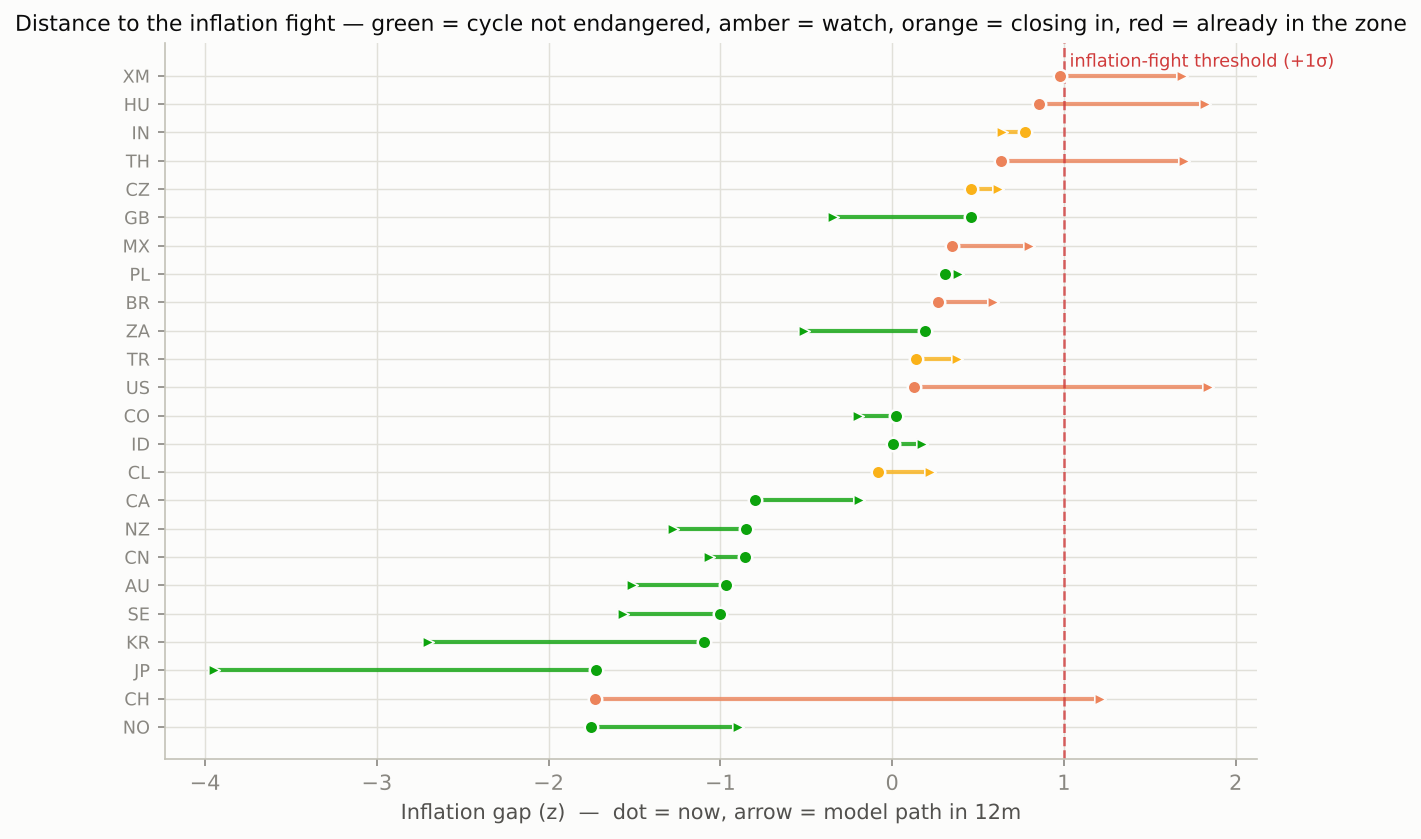 Distance to the inflation fight — green = cycle not endangered, amber = watch, orange = closing in, red = already in the zone
inflation-fight threshold (+1σ)
XM
HU
IN
TH
CZ
GB
MX
PL
BR
ZA
TR
US
CO
ID
CL
CA
NZ
CN
AU
SE
KR
JP
CH
NO
−4 −3 −2 −1 0 1 2
Inflation gap (z) — dot = now, arrow = model path in 12m